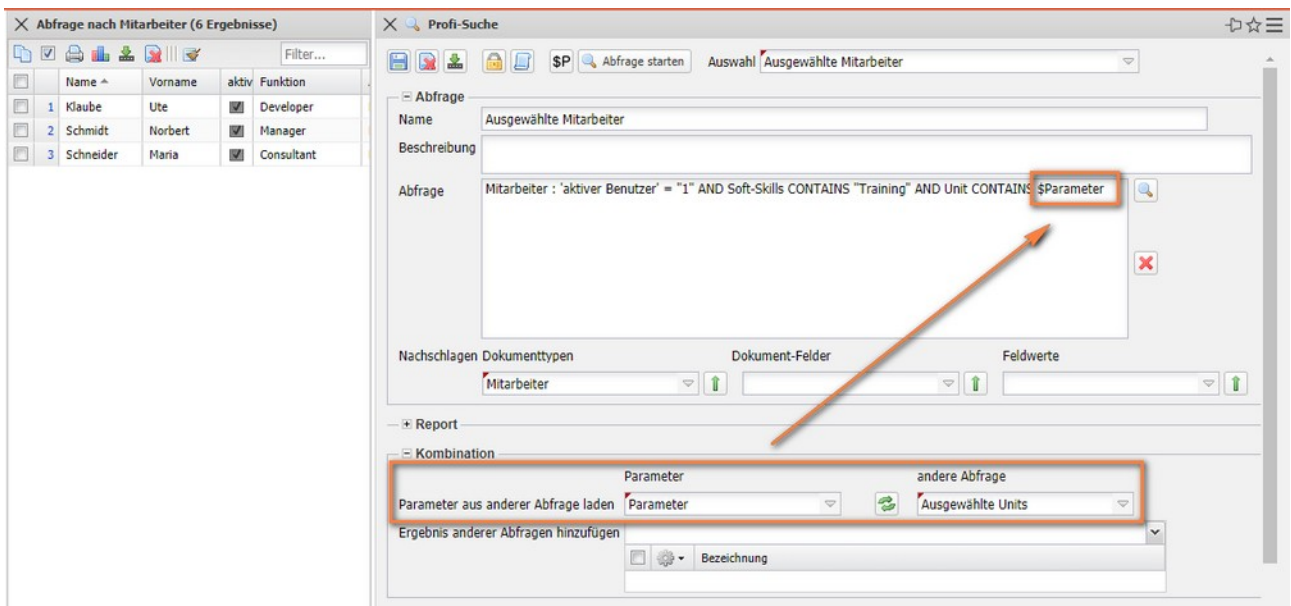 Abfrage nach Mitarbeiter (6 Ergebnisse)
Filter...
Name Vorname aktiv Funktion
1 Klaube Ute Developer
2 Schmidt Norbert Manager
3 Schneider Maria Consultant
Profi-Suche
$P Abfrage starten Auswahl Ausgewählte Mitarbeiter
Abfrage
Name Ausgewählte Mitarbeiter
Beschreibung
Abfrage Mitarbeiter : 'aktiver Benutzer' = "1" AND Soft-Skills CONTAINS "Training" AND Unit CONTAINS $Parameter
Nachschlagen Dokumenttypen Dokument-Felder Feldwerte
Mitarbeiter
Report
Kombination
Parameter andere Abfrage
Parameter aus anderer Abfrage laden Parameter Ausgewählte Units
Ergebnis anderer Abfragen hinzufügen
Bezeichnung